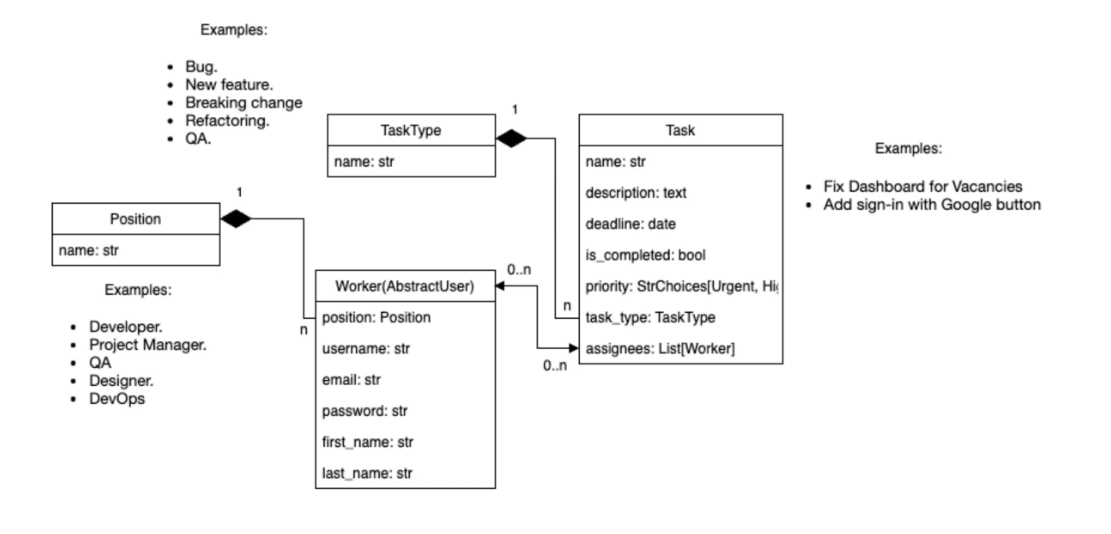 Examples:
• Bug.
• New feature.
• Breaking change
• Refactoring.
• QA.
TaskType
name: str
1
Task
name: str
description: text
deadline: date
is_completed: bool
priority: StrChoices[Urgent, Hi
task_type: TaskType
assignees: List[Worker]
Examples:
• Fix Dashboard for Vacancies
• Add sign-in with Google button
Position
name: str
1
Examples:
• Developer.
• Project Manager.
• QA
• Designer.
• DevOps
Worker(AbstractUser)
position: Position
username: str
email: str
password: str
first_name: str
last_name: str
n
0..n
n
0..n